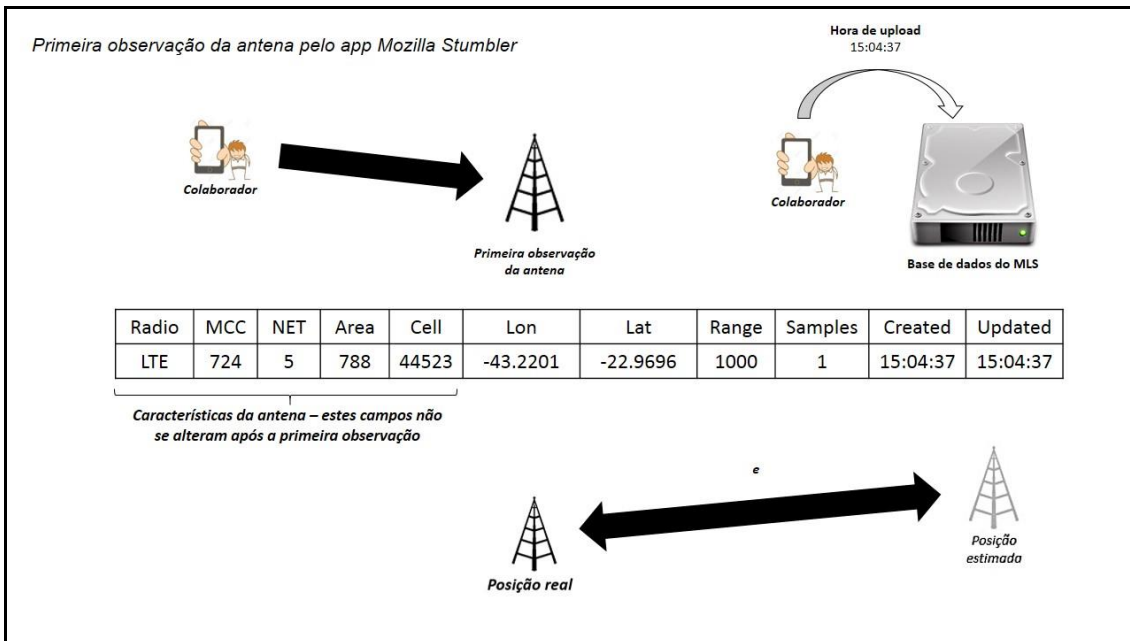 Primeira observação da antena pelo app Mozilla Stumbler
Hora de upload
15:04:37
Colaborador
Primeira observação
da antena
Colaborador
Base de dados do MLS
Radio MCC NET Area Cell Lon Lat Range Samples Created Updated
LTE 724 5 788 44523 -43.2201 -22.9696 1000 1 15:04:37 15:04:37
Características da antena – estes campos não
se alteram após a primeira observação
e
Posição real
Posição
estimada